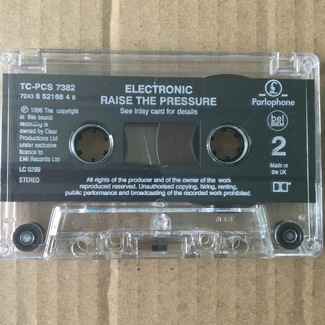 TC-PCS 7382
7243 8 52168 4 8
ELECTRONIC
RAISE THE PRESSURE
See inlay card for details
Parlophone
℗ 1996 The copyright
in this sound
recording is
owned by Clear
Productions Ltd
under exclusive
licence to
EMI Records Ltd
LC 0299
STEREO
bel
2
Made in
the UK
All rights of the producer and of the owner of the work
reproduced reserved. Unauthorised copying, hiring, renting,
public performance and broadcasting of the recorded work prohibited.